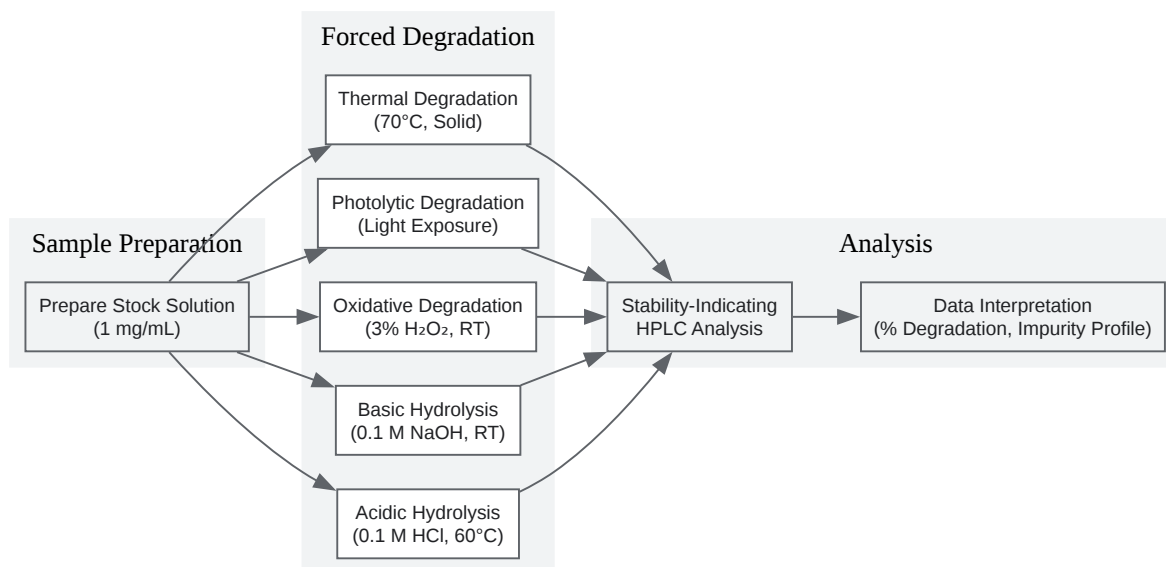 Sample Preparation
Prepare Stock Solution
(1 mg/mL)
Forced Degradation
Thermal Degradation
(70°C, Solid)
Photolytic Degradation
(Light Exposure)
Oxidative Degradation
(3% H₂O₂, RT)
Basic Hydrolysis
(0.1 M NaOH, RT)
Acidic Hydrolysis
(0.1 M HCl, 60°C)
Analysis
Stability-Indicating
HPLC Analysis
Data Interpretation
(% Degradation, Impurity Profile)